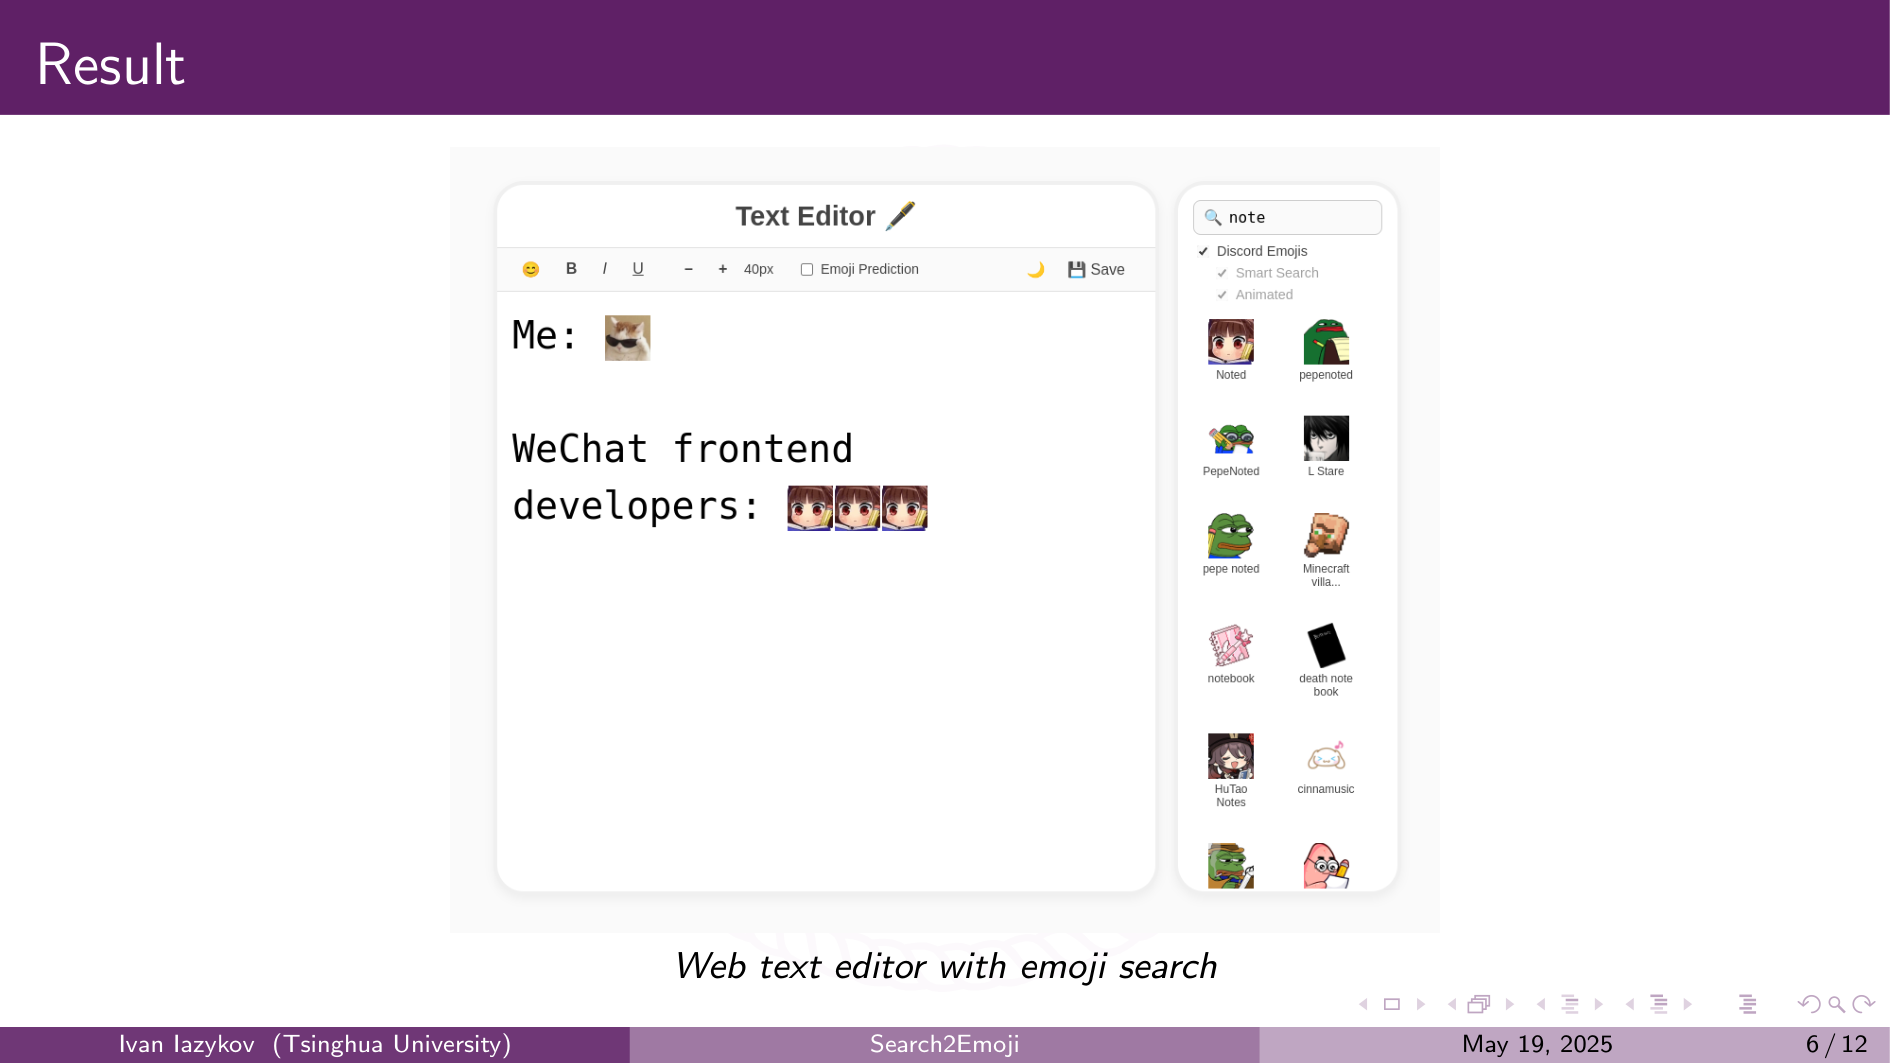 Result
Text Editor
B I U − + 40px Emoji Prediction Save
Me:
WeChat frontend
developers:
note
Discord Emojis
Smart Search
Animated
Noted pepenoted
PepeNoted L Stare
pepe noted Minecraft
villa...
notebook death note
book
HuTao cinnamusic
Notes
Web text editor with emoji search
Ivan Iazykov (Tsinghua University) Search2Emoji May 19, 2025 6 / 12